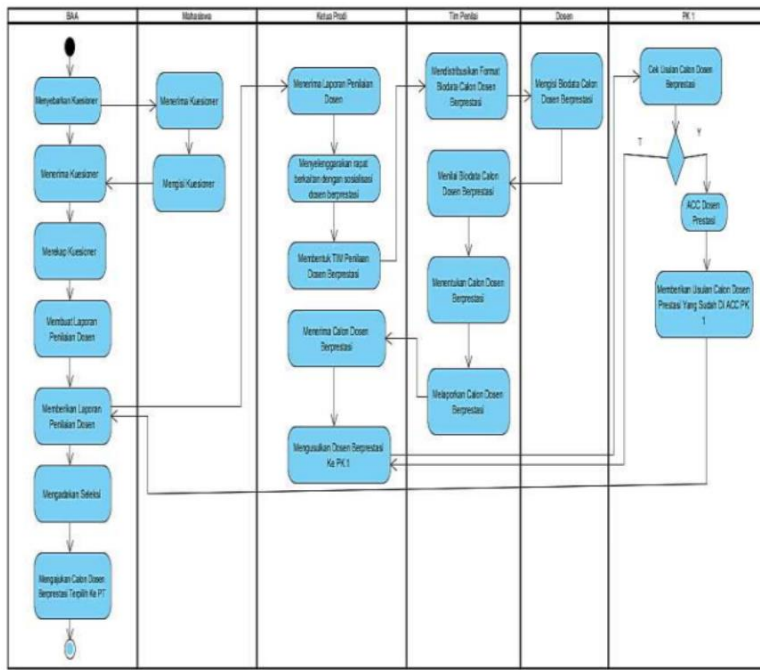 BAA
Mahasiswa
Ketua Prodi
Tim Penilai
Dosen
PK 1
Menyebarkan Kuesioner
Menerima Kuesioner
Merekap Kuesioner
Membuat Laporan
Penilaian Dosen
Memberikan Laporan
Penilaian Dosen
Mengadakan Seleksi
Mengajukan Calon Dosen
Berprestasi Terpilih Ke PT
Menerima Kuesioner
Mengisi Kuesioner
Menerima Laporan Penilaian
Dosen
Menyelenggarakan rapat
berkaitan dengan sosialisasi
dosen berprestasi
Membentuk TIM Penilaian
Dosen Berprestasi
Menerima Calon Dosen
Berprestasi
Mengusulkan Dosen Berprestasi
Ke PK 1
Mendistribusikan Format
Biodata Calon Dosen
Berprestasi
Menilai Biodata Calon
Dosen Berprestasi
Menentukan Calon Dosen
Berprestasi
Melaporkan Calon Dosen
Berprestasi
Mengisi Biodata Calon
Dosen Berprestasi
Cek Usulan Calon Dosen
Berprestasi
T
Y
ACC Dosen
Prestasi
Memberikan Usulan Calon Dosen
Prestasi Yang Sudah Di ACC PK
1